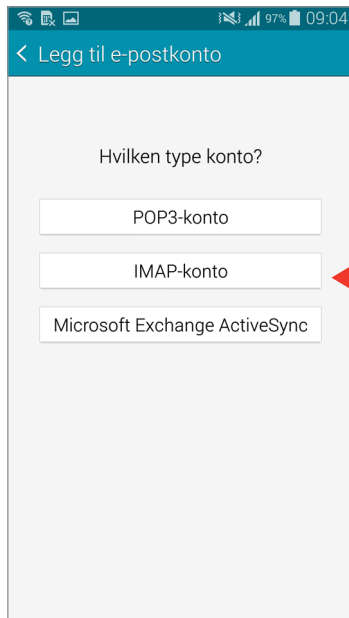 97% 09:04
Legg til e-postkonto
Hvilken type konto?
POP3-konto
IMAP-konto
Microsoft Exchange ActiveSync